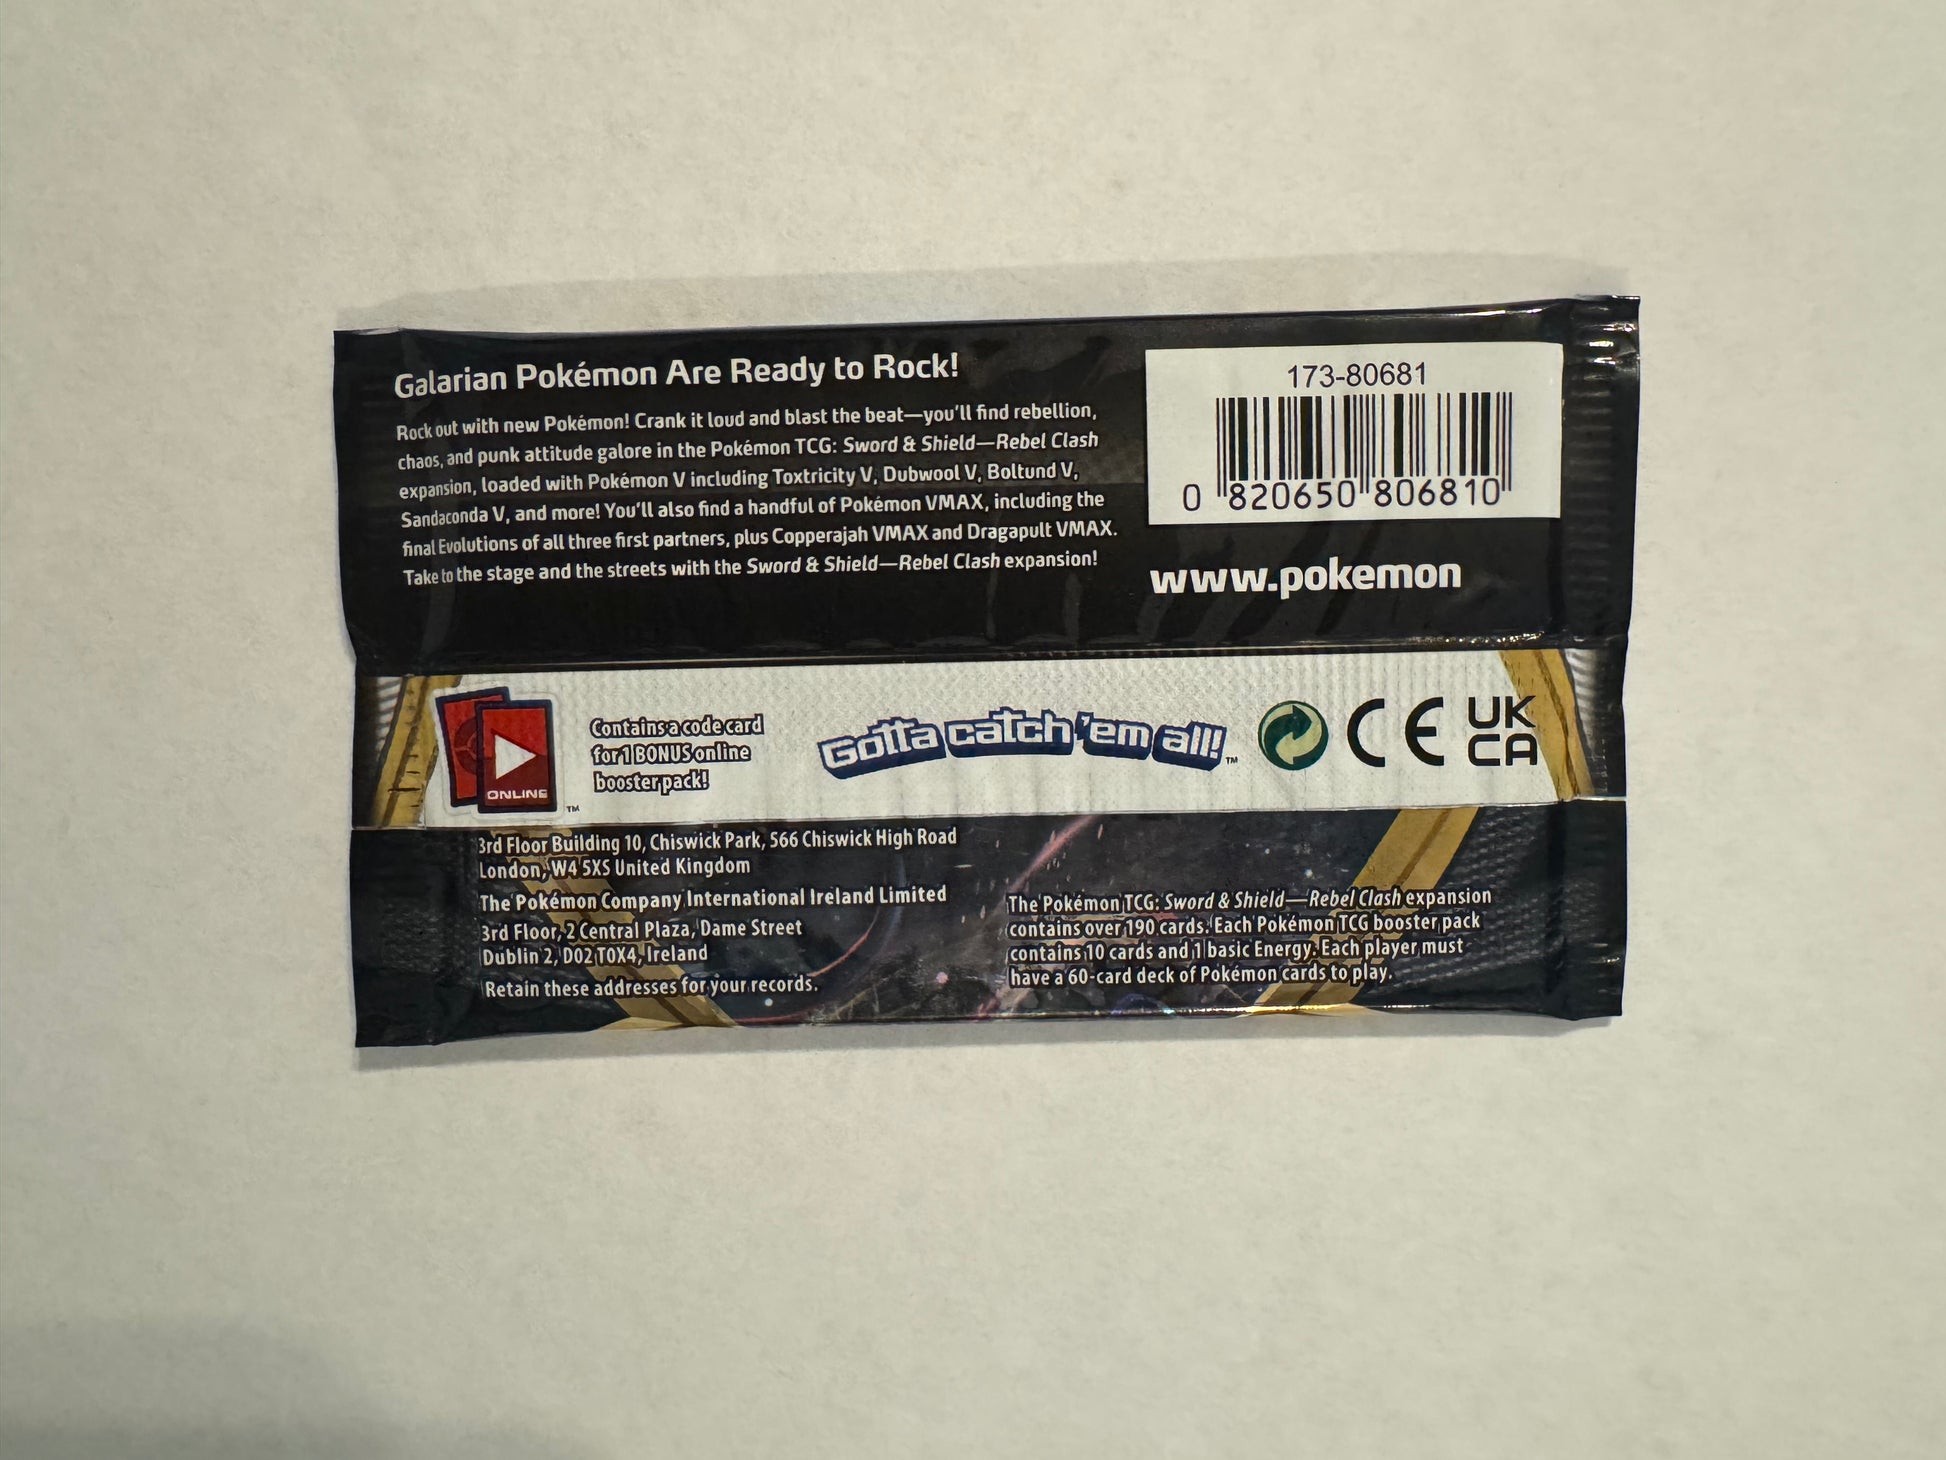 Galarian Pokémon Are Ready to Rock!
Rock out with new Pokémon! Crank it loud and blast the beat—you'll find rebellion,
chaos, and punk attitude galore in the Pokémon TCG: Sword & Shield—Rebel Clash
expansion, loaded with Pokémon V including Toxtricity V, Dubwool V, Boltund V,
Sandaconda V, and more! You'll also find a handful of Pokémon VMAX, including the
final Evolutions of all three first partners, plus Copperajah VMAX and Dragapult VMAX.
Take to the stage and the streets with the Sword & Shield—Rebel Clash expansion!
173-80681
0 820650 806810
www.pokemon
ONLINE TM
Contains a code card
for 1 BONUS online
booster pack!
Gotta catch 'em all! TM
CE
UK
CA
3rd Floor Building 10, Chiswick Park, 566 Chiswick High Road
London, W4 5XS United Kingdom
The Pokémon Company International Ireland Limited
3rd Floor, 2 Central Plaza, Dame Street
Dublin 2, D02 T0X4, Ireland
Retain these addresses for your records.
The Pokémon TCG: Sword & Shield—Rebel Clash expansion
contains over 190 cards. Each Pokémon TCG booster pack
contains 10 cards and 1 basic Energy. Each player must
have a 60-card deck of Pokémon cards to play.